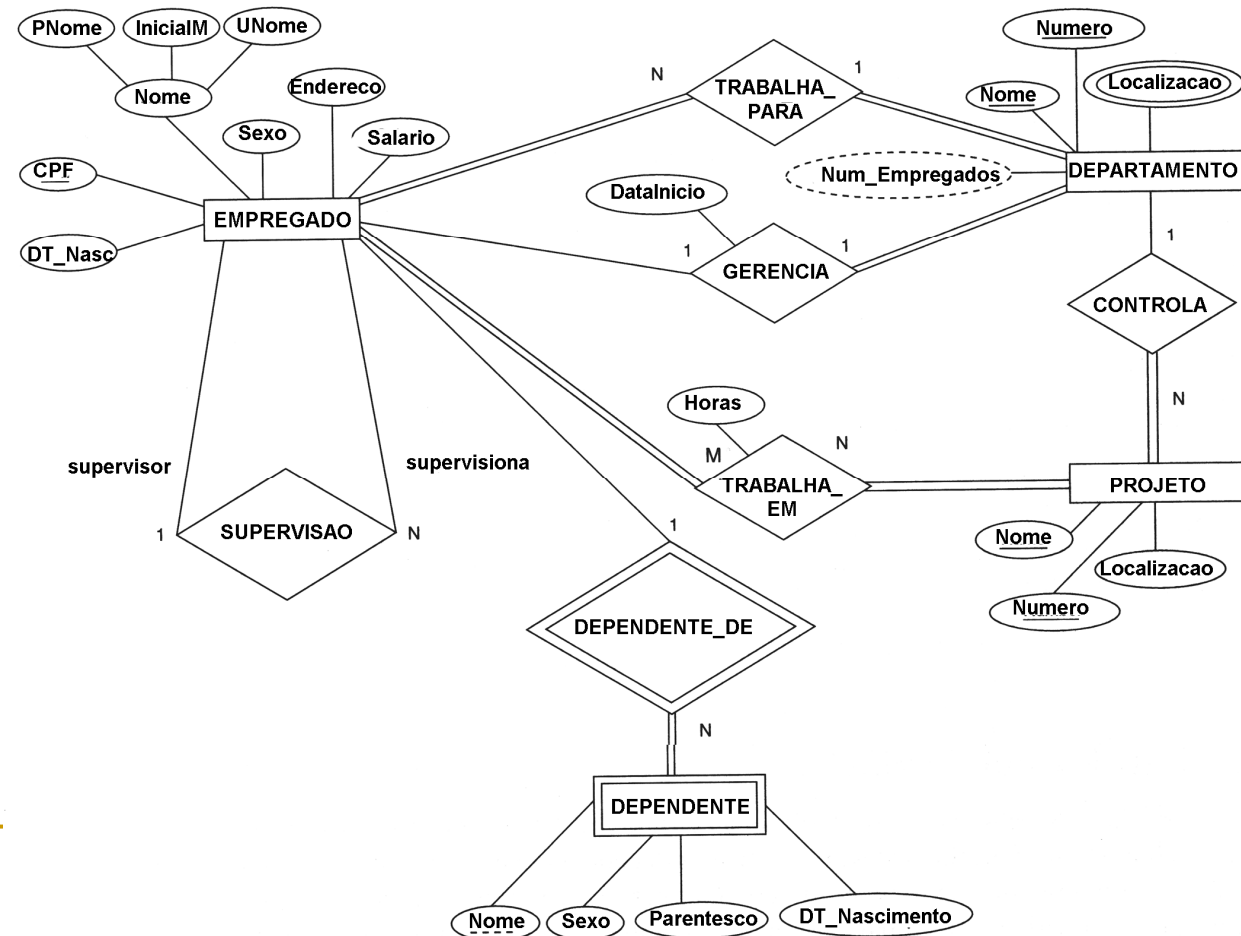 PNome
InicialM
UNome
Nome
Endereco
Sexo
Salario
CPF
DT_Nasc
EMPREGADO
N
TRABALHA_
PARA
1
Numero
Nome
Localizacao
Num_Empregados
DEPARTAMENTO
DataInicio
1
GERENCIA
1
1
CONTROLA
N
supervisor
supervisiona
1
SUPERVISAO
N
Horas
M
TRABALHA_
EM
N
PROJETO
Nome
Numero
Localizacao
1
DEPENDENTE_DE
N
DEPENDENTE
Nome
Sexo
Parentesco
DT_Nascimento